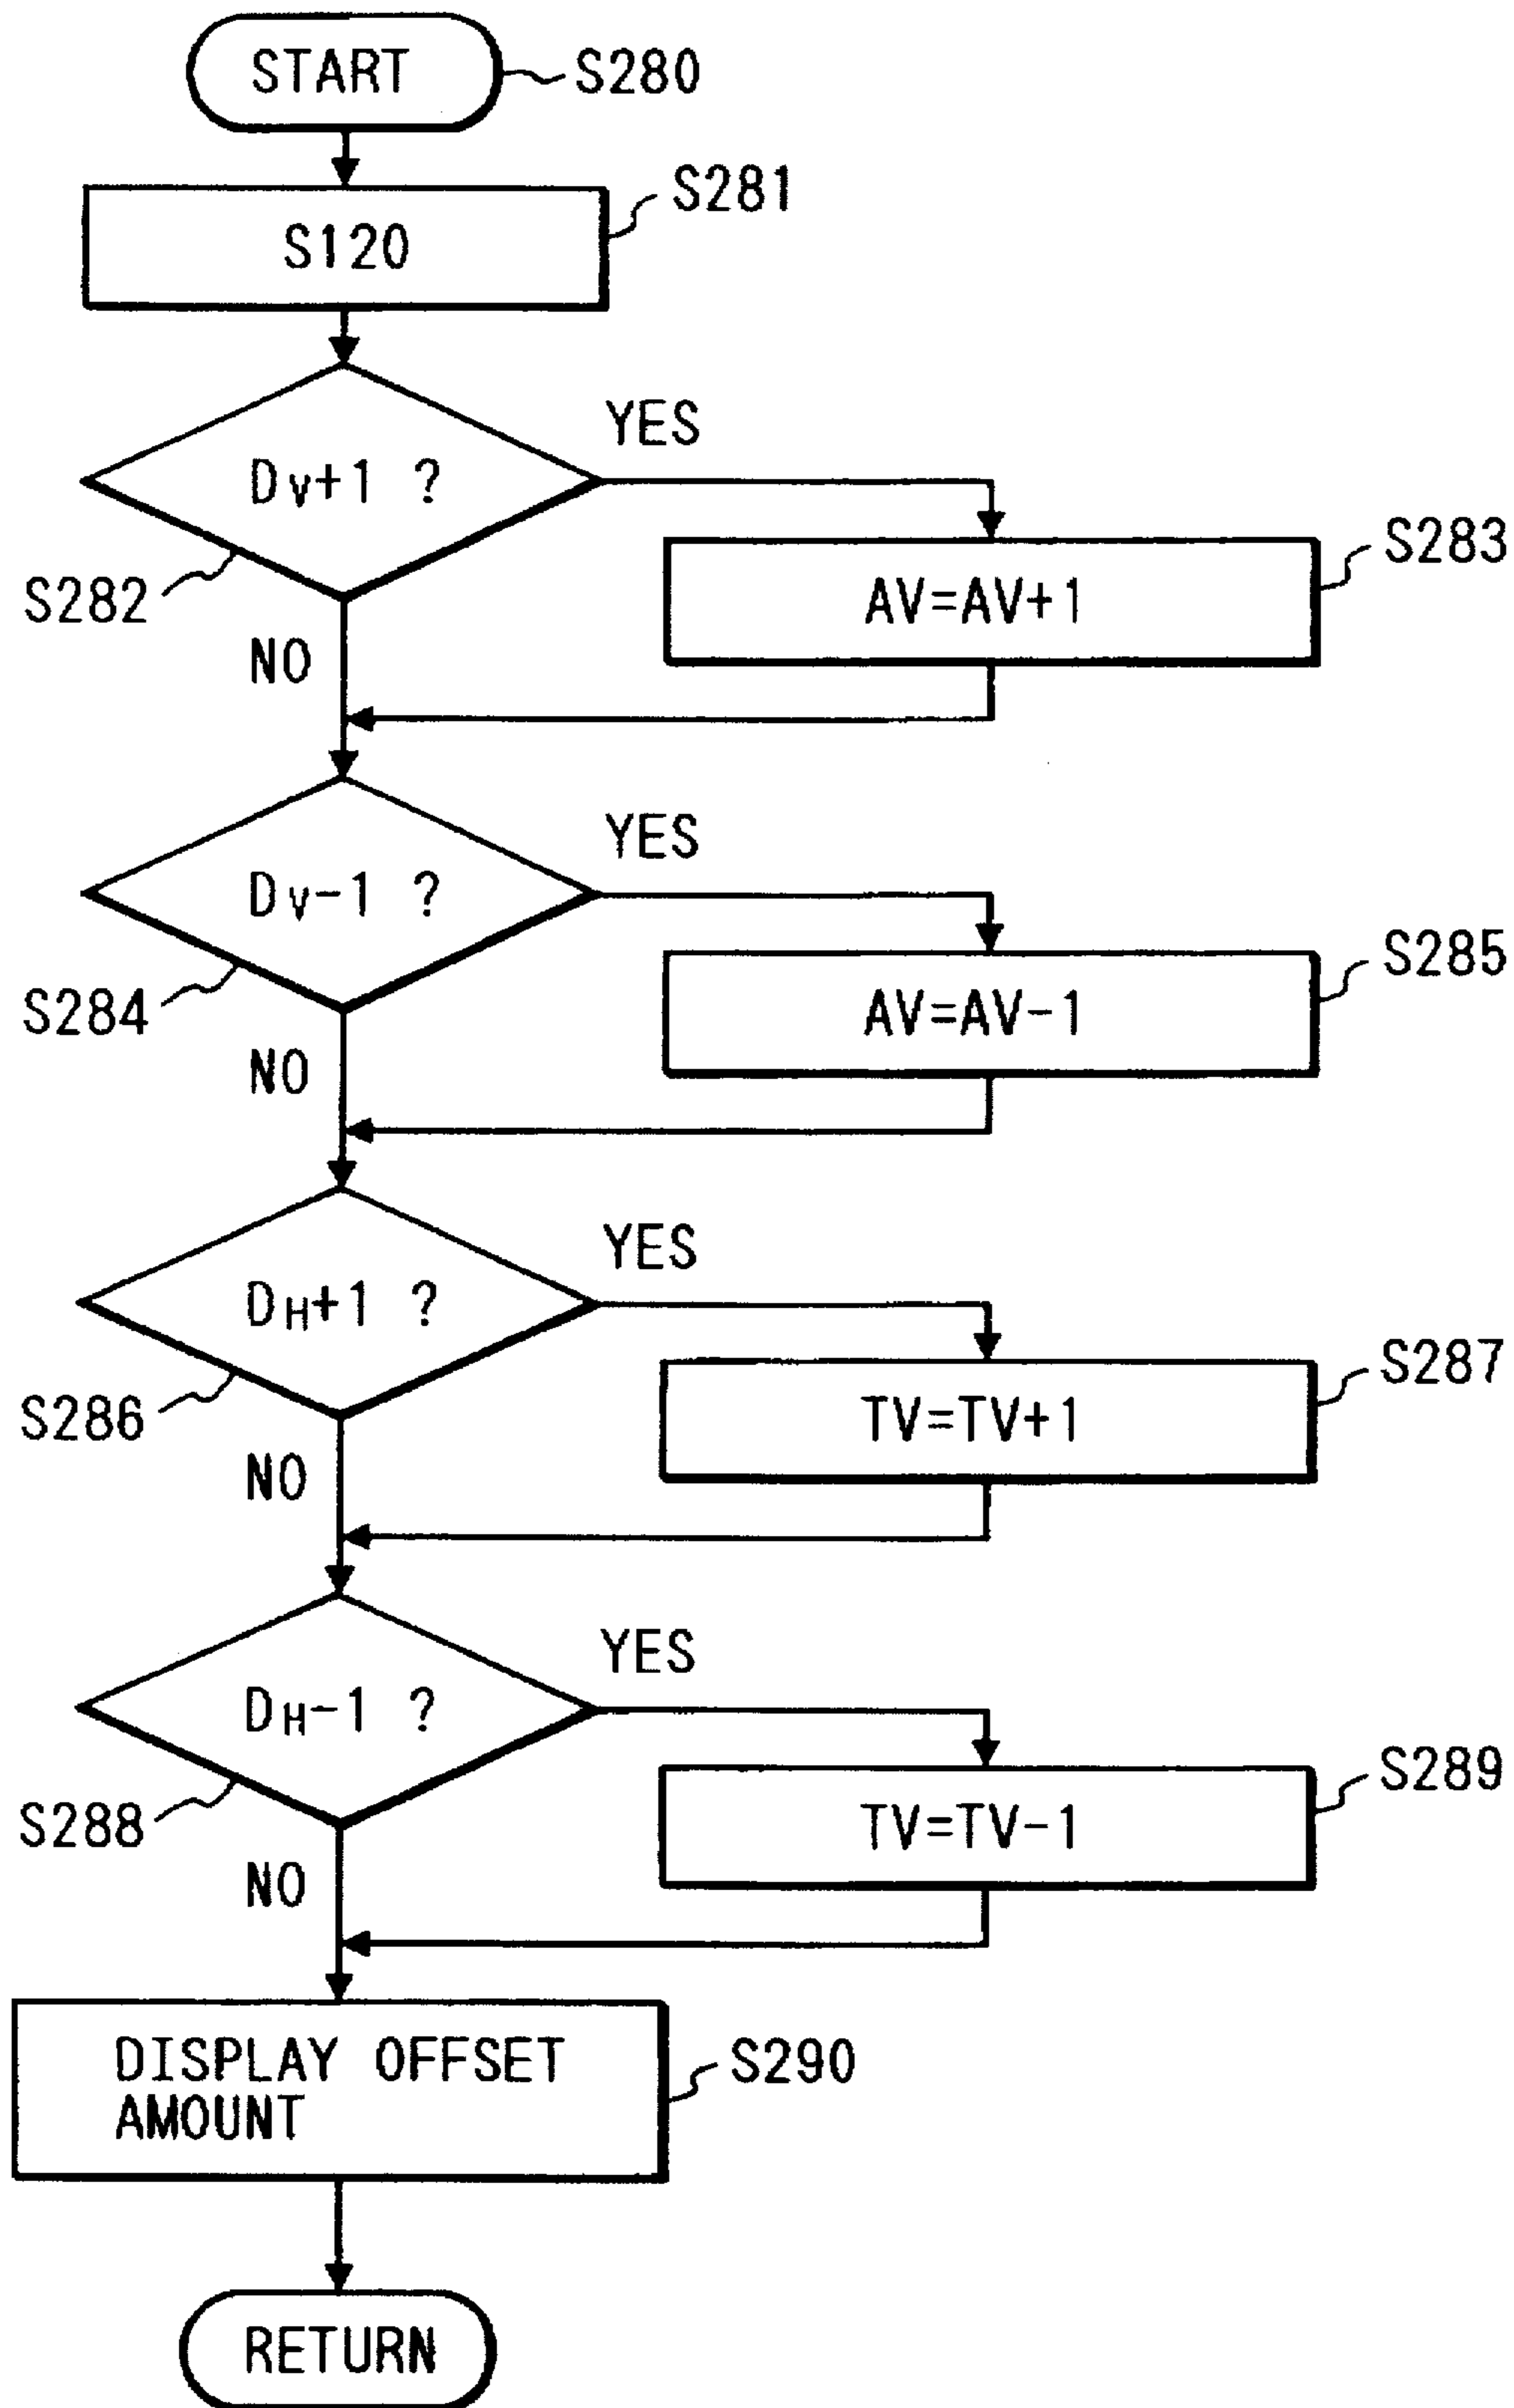 START
S280
S281
S120
YES
Dv+1 ?
S283
S282
AV=AV+1
NO
YES
Dv-1 ?
S285
S284
AV=AV-1
NO
YES
DH+1 ?
S287
S286
TV=TV+1
NO
YES
DH-1 ?
S289
S288
TV=TV-1
NO
DISPLAY OFFSET
AMOUNT
S290
RETURN